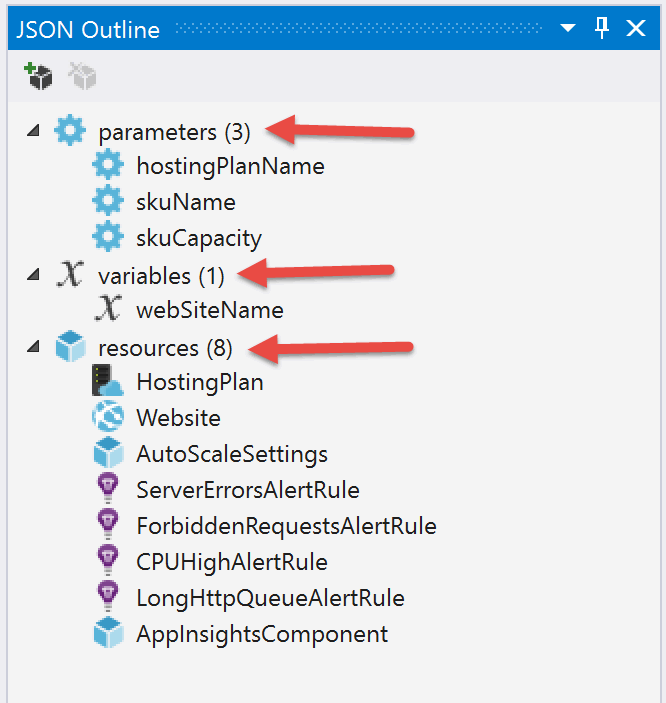 JSON Outline
parameters (3)
hostingPlanName
skuName
skuCapacity
variables (1)
webSiteName
resources (8)
HostingPlan
Website
AutoScaleSettings
ServerErrorsAlertRule
ForbiddenRequestsAlertRule
CPUHighAlertRule
LongHttpQueueAlertRule
AppInsightsComponent